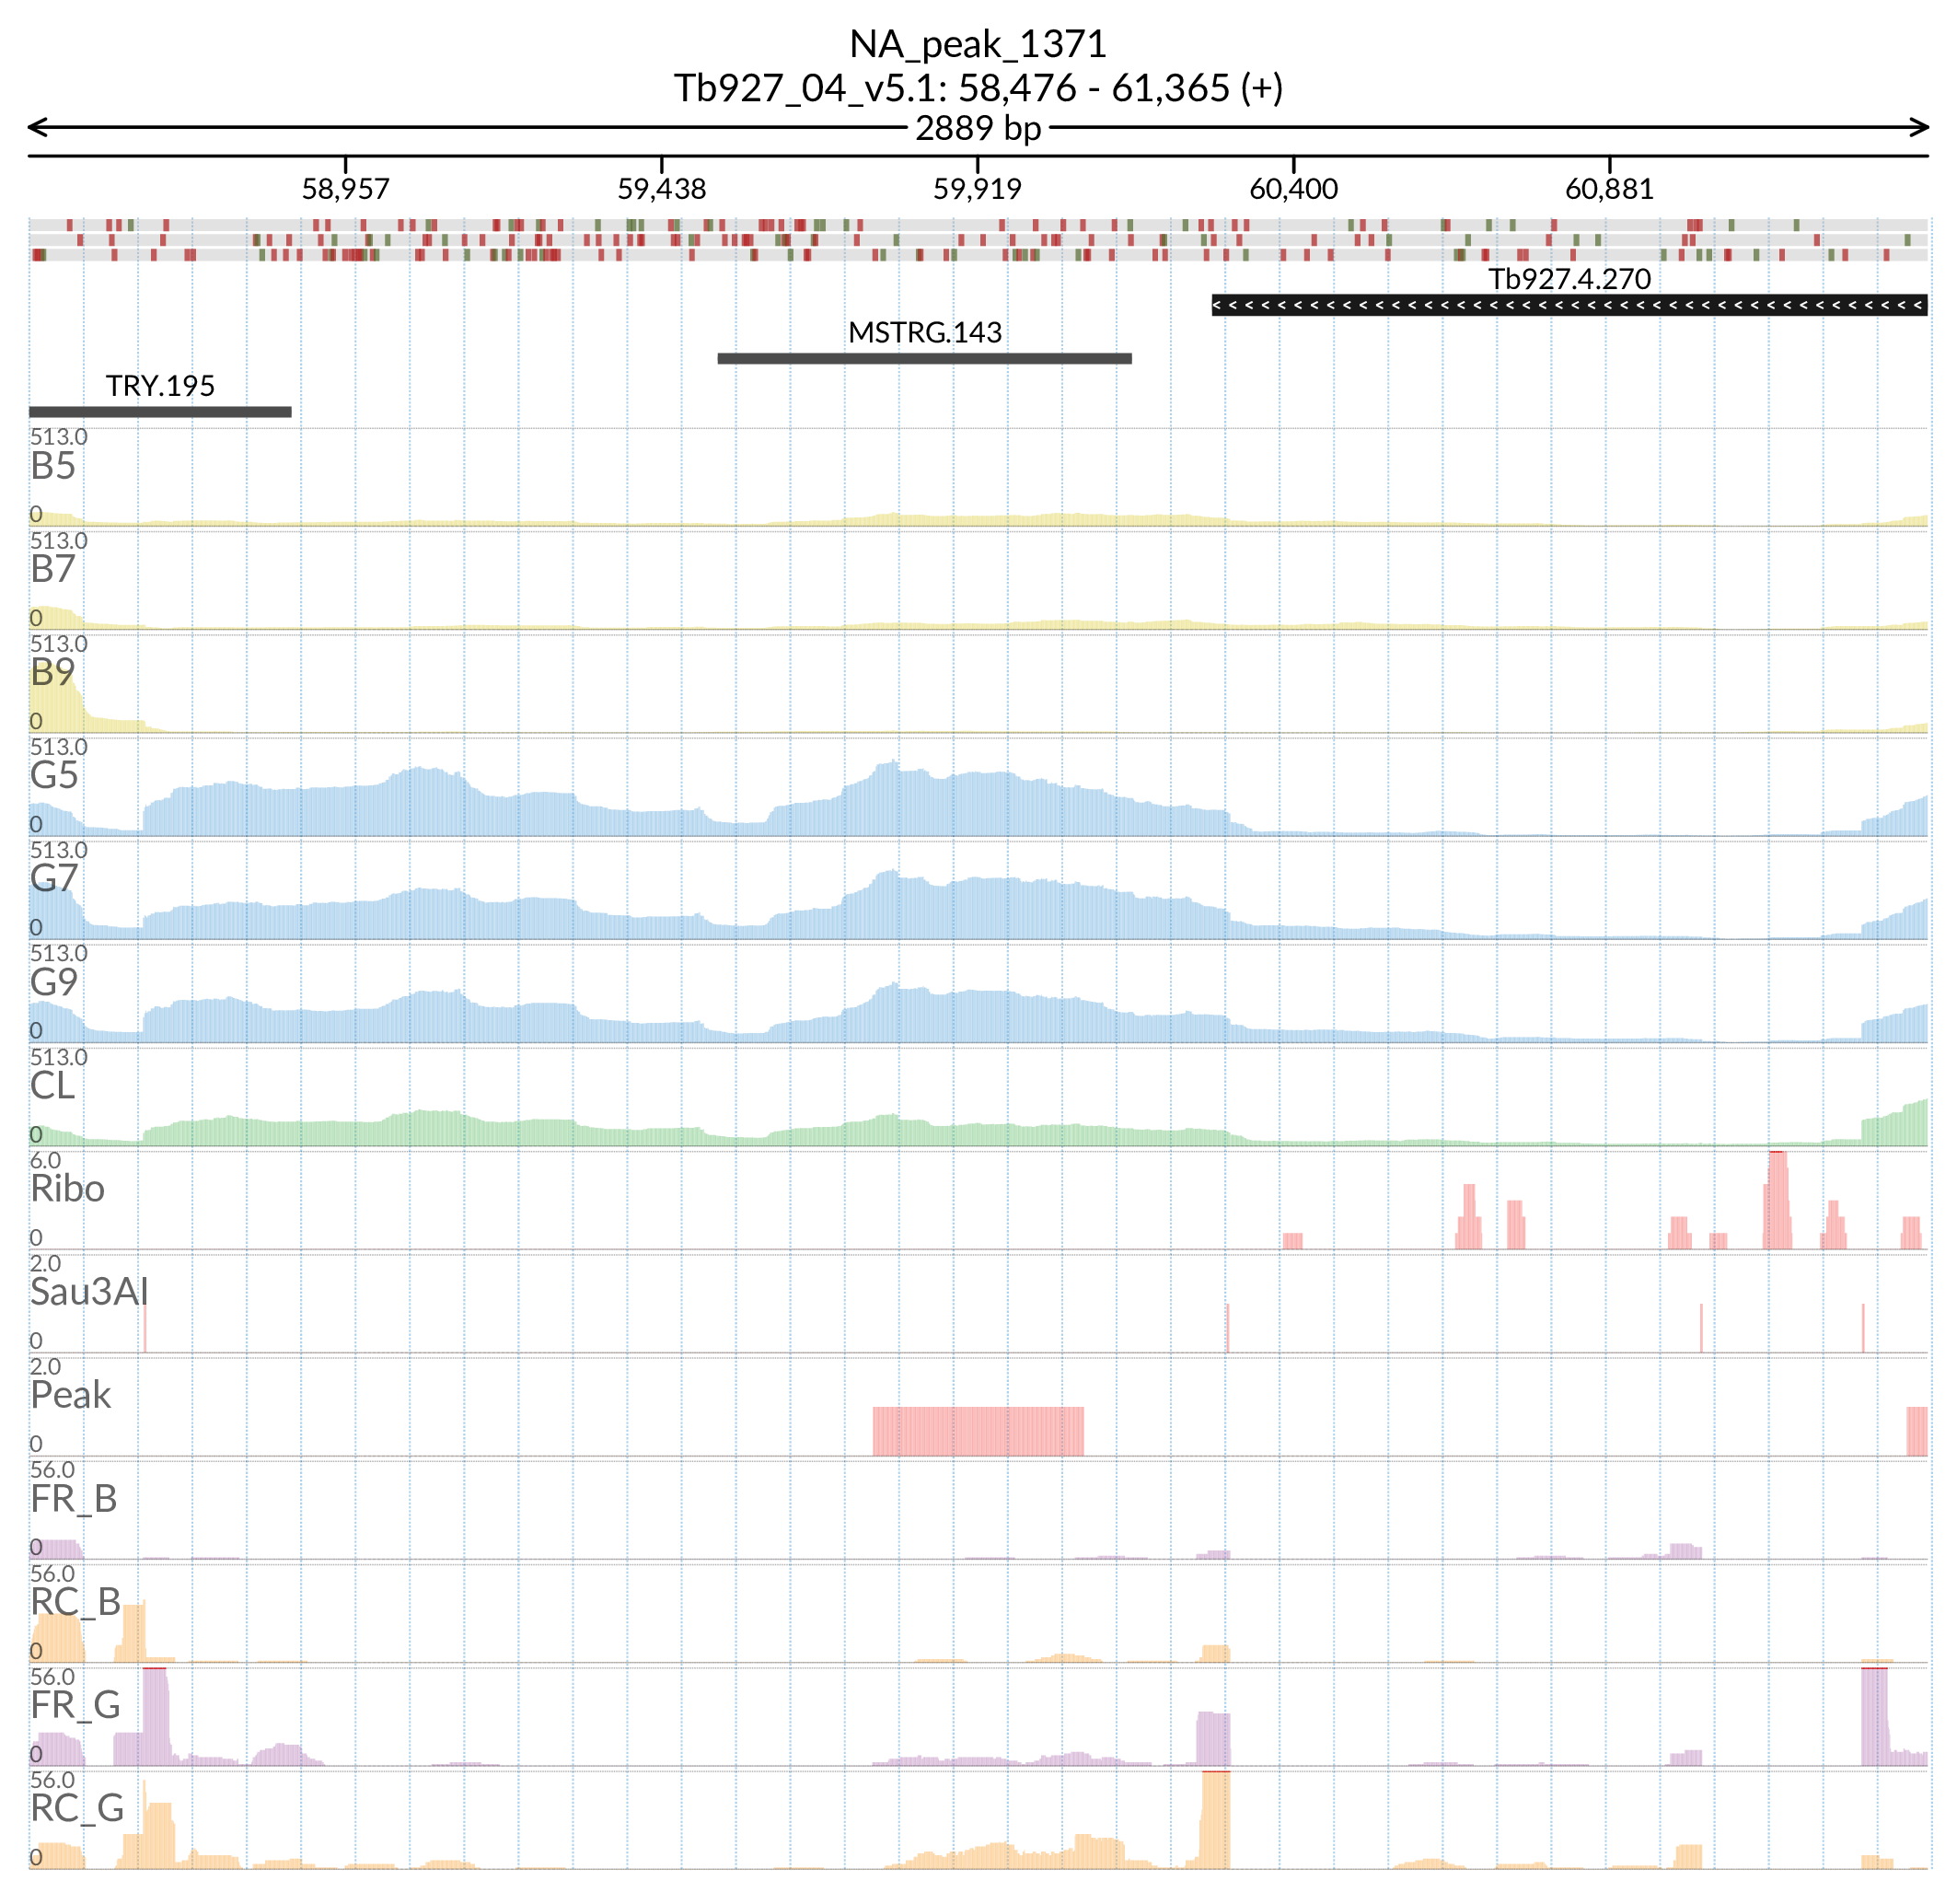 NA_peak_1371
Tb927_04_v5.1: 58,476 - 61,365 (+)
2889 bp
58,957 59,438 59,919 60,400 60,881
Tb927.4.270
MSTRG.143
TRY.195
513.0
B5
0
513.0
B7
0
513.0
B9
0
513.0
G5
0
513.0
G7
0
513.0
G9
0
513.0
CL
0
6.0
Ribo
0
2.0
Sau3AI
0
2.0
Peak
0
56.0
FR_B
0
56.0
RC_B
0
56.0
FR_G
0
56.0
RC_G
0